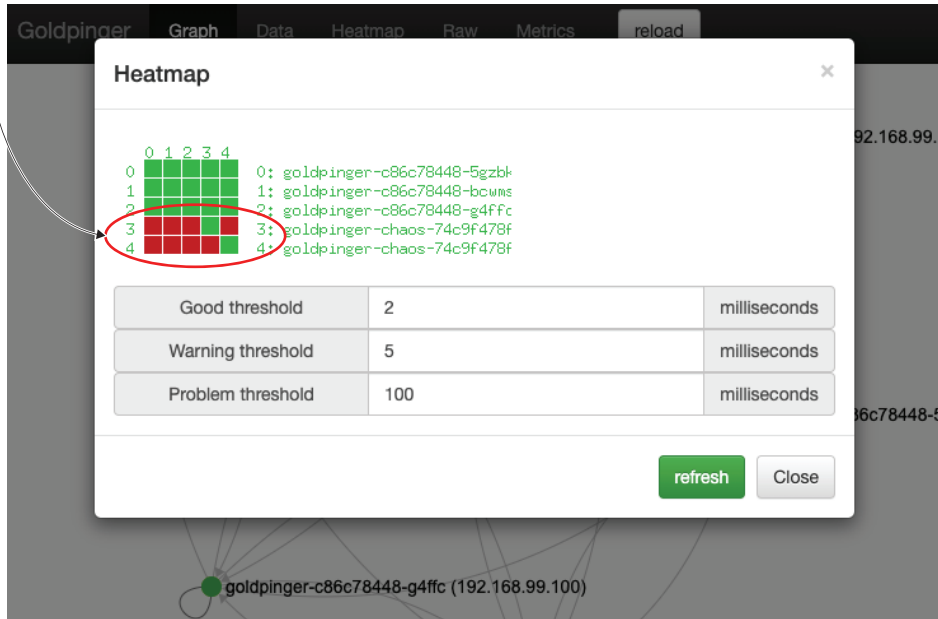 Goldpinger Graph Data Heatmap Raw Metrics reload
Heatmap ×
92.168.99.
0 1 2 3 4
0 0: goldpinger-c86c78448-5gzbk
1 1: goldpinger-c86c78448-bcwms
2 2: goldpinger-c86c78448-g4ffc
3 3: goldpinger-chaos-74c9f478f
4 4: goldpinger-chaos-74c9f478f
Good threshold 2 milliseconds
Warning threshold 5 milliseconds
Problem threshold 100 milliseconds
86c78448-5
refresh Close
goldpinger-c86c78448-g4ffc (192.168.99.100)